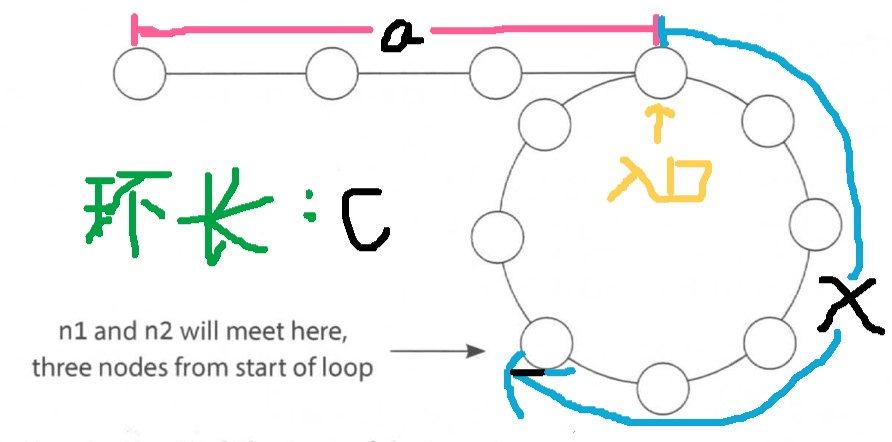 a
入口
环长:C
x
n1 and n2 will meet here,
three nodes from start of loop